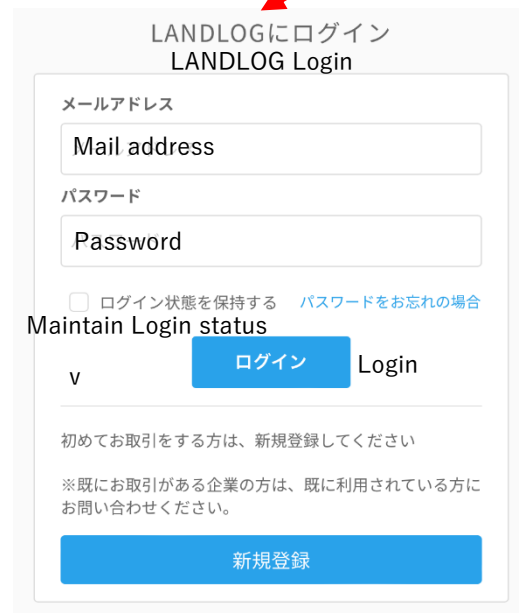 LANDLOGにログイン
LANDLOG Login
メールアドレス
Mail address
パスワード
Password
ログイン状態を保持する パスワードをお忘れの場合
Maintain Login status
ログイン Login
v
初めてお取引をする方は、新規登録してください
※既にお取引がある企業の方は、既に利用されている方に
お問い合わせください。
新規登録